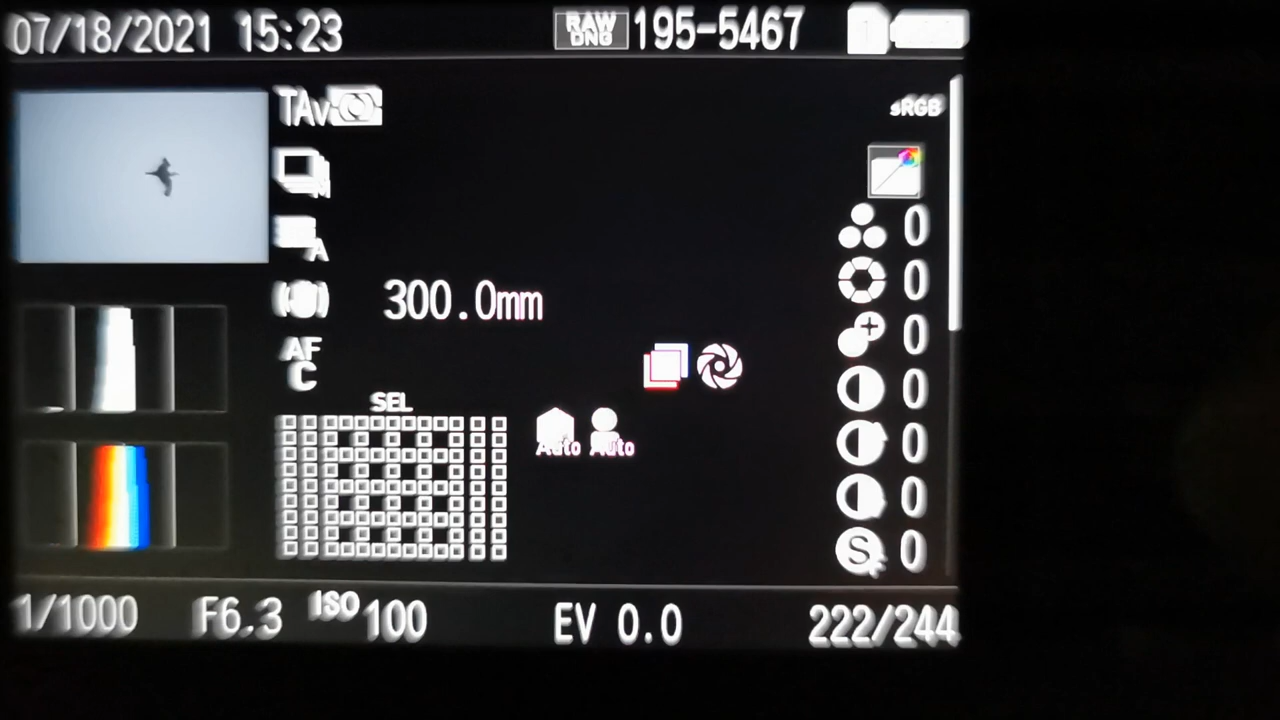 07/18/2021 15:23 RAW DNG 195-5467 1
TAv sRGB
M
0
A
0
300.0mm
0
AF C
0
SEL
Auto Auto
0
0
S 0
1/1000 F6.3 ISO 100 EV 0.0 222/244